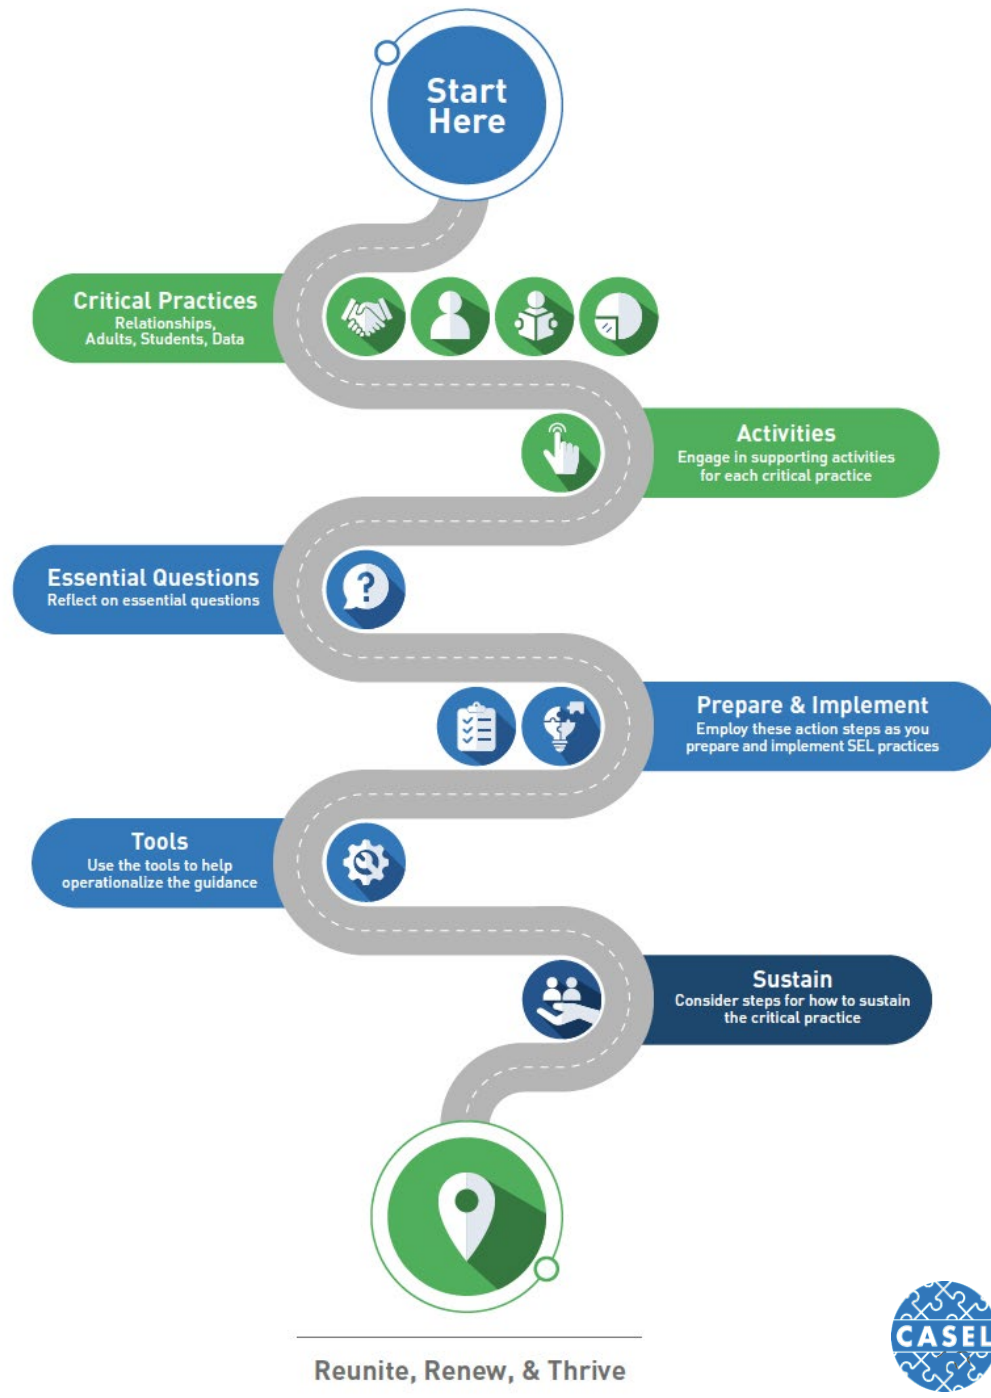 Start
Here
Critical Practices
Relationships,
Adults, Students, Data
Activities
Engage in supporting activities
for each critical practice
Essential Questions
Reflect on essential questions
?
Prepare & Implement
Employ these action steps as you
prepare and implement SEL practices
Tools
Use the tools to help
operationalize the guidance
Sustain
Consider steps for how to sustain
the critical practice
Reunite, Renew, & Thrive
CASEL